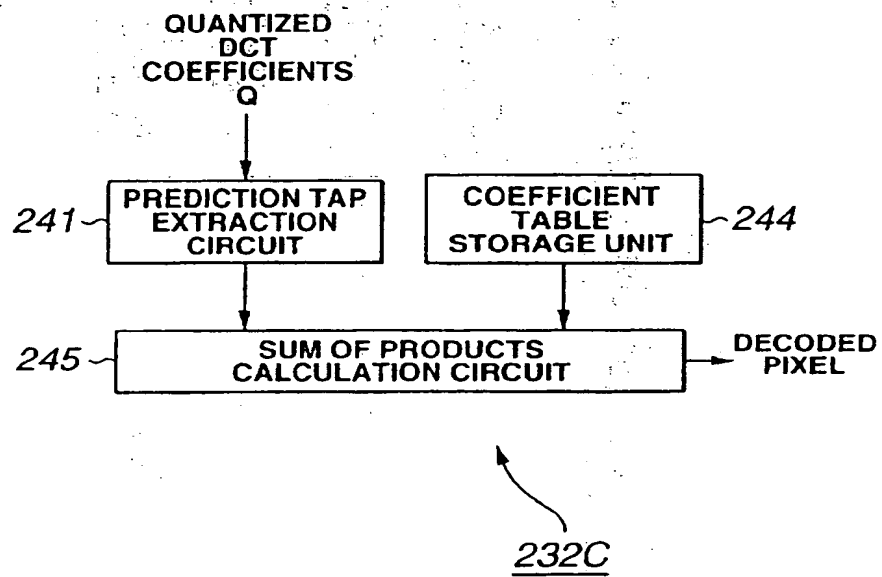 QUANTIZED
DCT
COEFFICIENTS
Q
241
PREDICTION TAP
EXTRACTION
CIRCUIT
COEFFICIENT
TABLE
STORAGE UNIT
244
245
SUM OF PRODUCTS
CALCULATION CIRCUIT
DECODED
PIXEL
232C